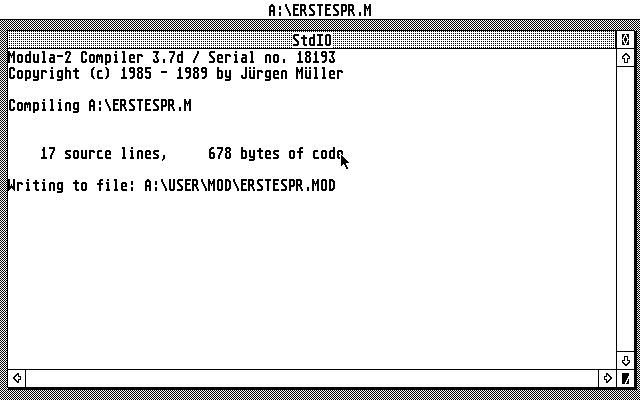 A:\ERSTESPR.M
StdIO
Modula-2 Compiler 3.7d / Serial no. 18193
Copyright (c) 1985 - 1989 by Jürgen Müller
Compiling A:\ERSTESPR.M
17 source lines, 678 bytes of code
Writing to file: A:\USER\MOD\ERSTESPR.MOD